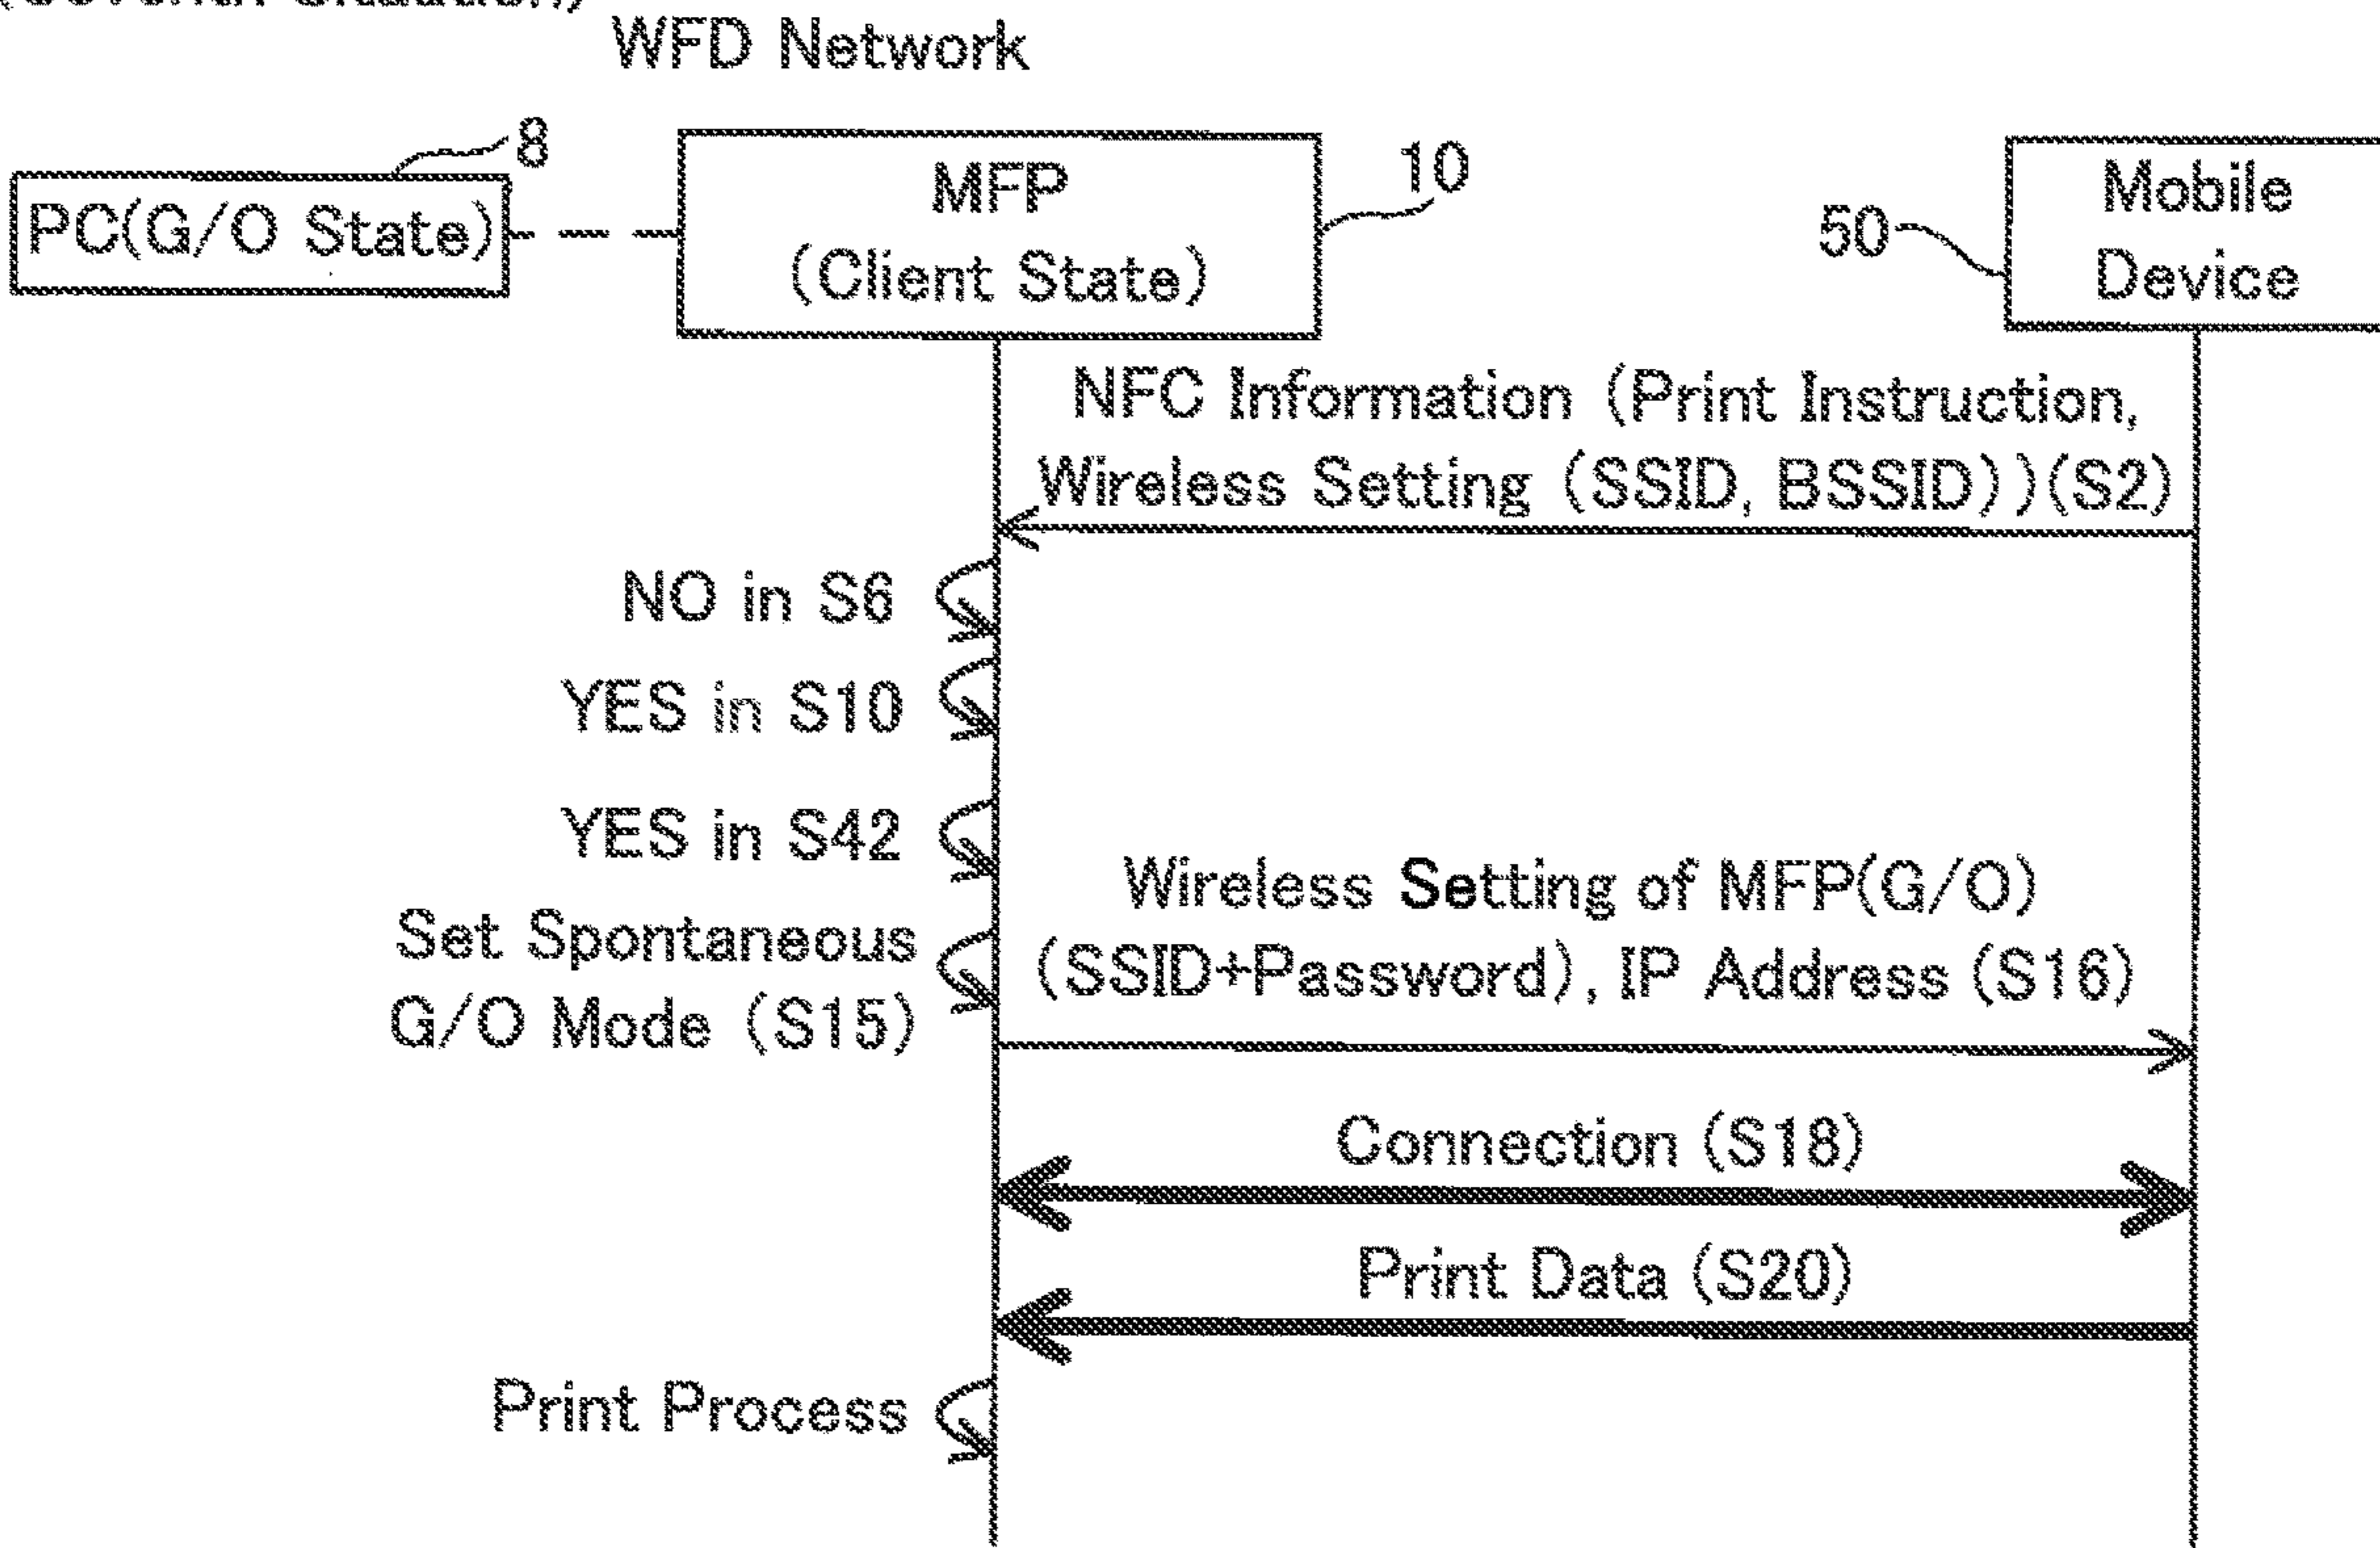 WFD Network
8
PC(G/O State)
MFP
(Client State)
10
50
Mobile
Device
NFC Information (Print Instruction,
Wireless Setting (SSID, BSSID))(S2)
NO in S6
YES in S10
YES in S42
Set Spontaneous
G/O Mode (S15)
Wireless Setting of MFP(G/O)
(SSID+Password), IP Address (S16)
Connection (S18)
Print Data (S20)
Print Process